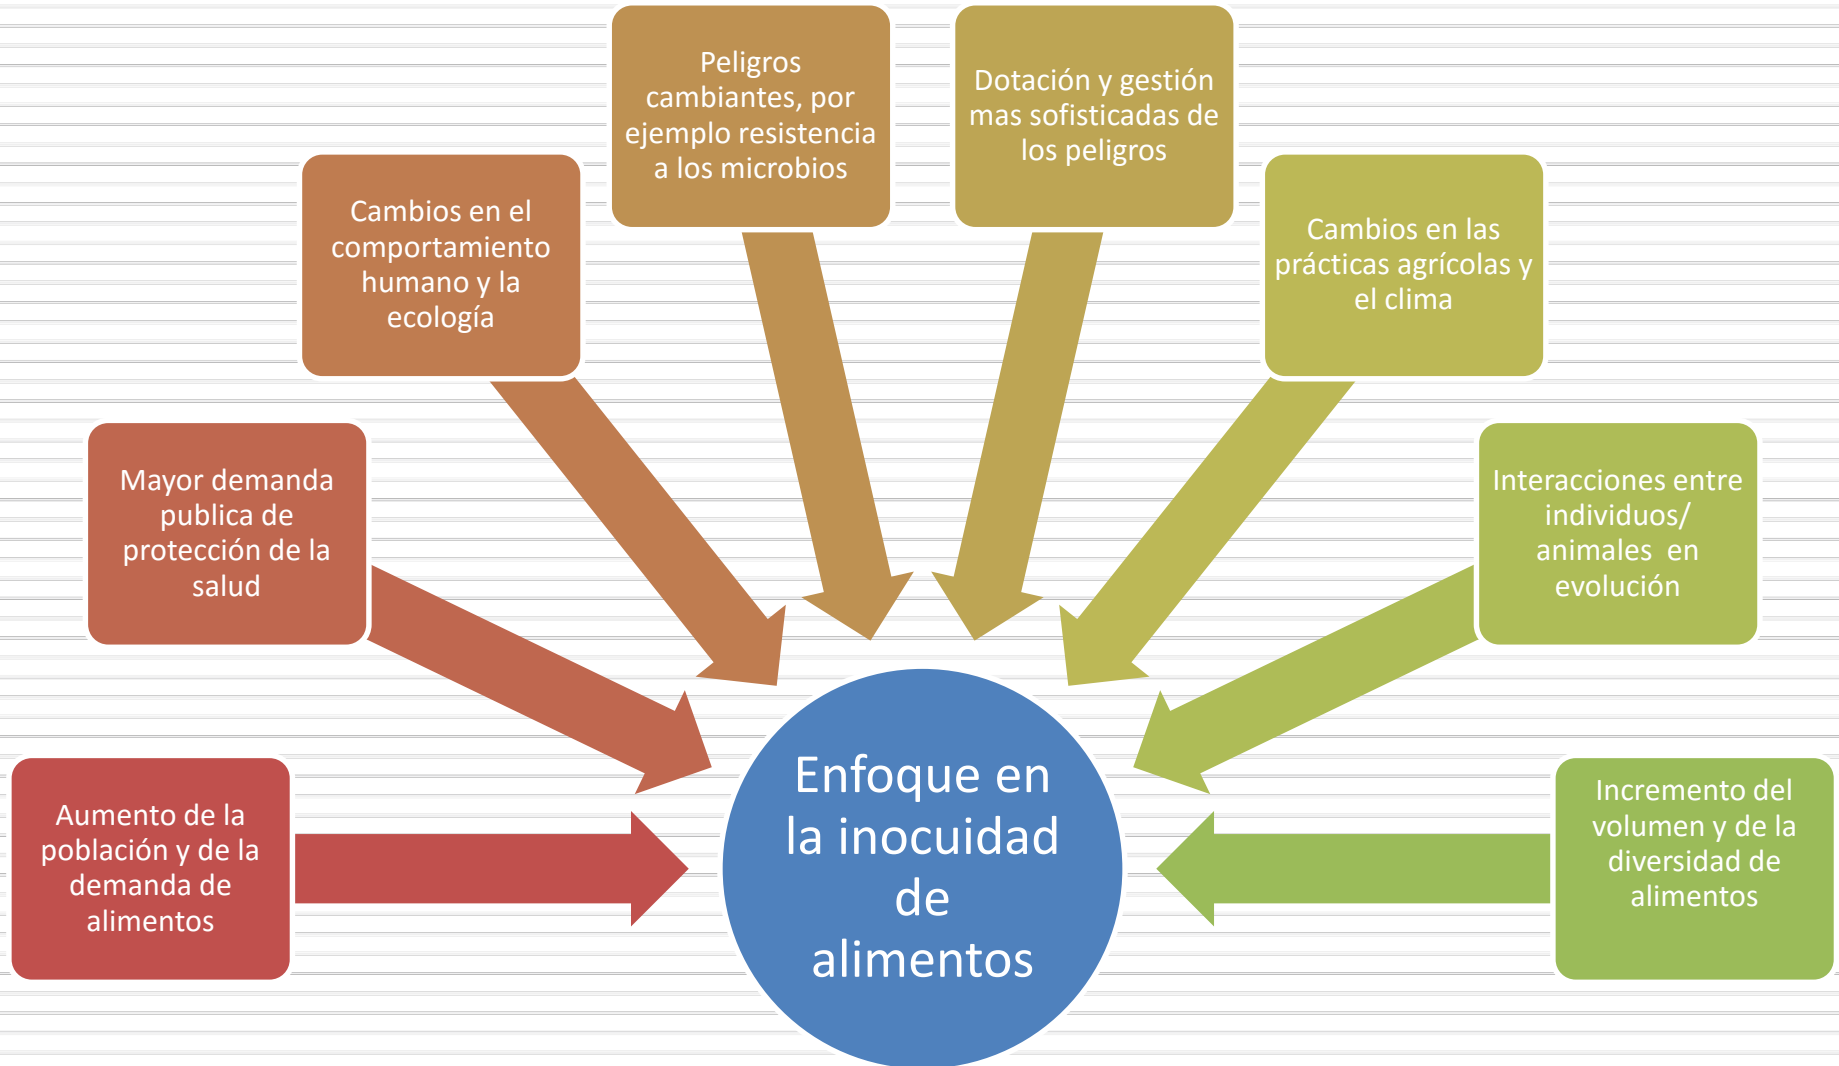 Peligros
cambiantes, por
ejemplo resistencia
a los microbios
Dotación y gestión
mas sofisticadas de
los peligros
Cambios en el
comportamiento
humano y la
ecología
Cambios en las
prácticas agrícolas y
el clima
Mayor demanda
publica de
protección de la
salud
Interacciones entre
individuos/
animales en
evolución
Aumento de la
población y de la
demanda de
alimentos
Enfoque en
la inocuidad
de
alimentos
Incremento del
volumen y de la
diversidad de
alimentos